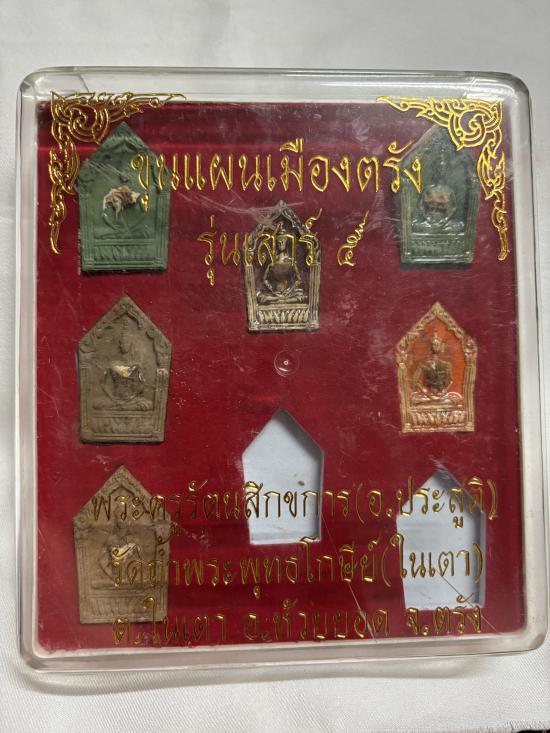 ขุนแผนเมืองตรัง
รุ่นเสาร์ ๕
พระครูรัตนสิกขการ(อ.ประสูติ)
วัดถ้ำพระพุทธโกษีย์(ในเตา)
ต.ในเตา อ.ห้วยยอด จ.ตรัง